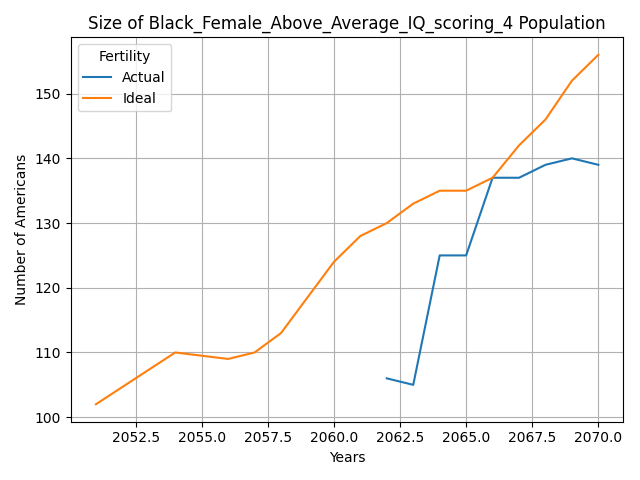 Size of Black_Female_Above_Average_IQ_scoring_4 Population
Fertility
Actual
Ideal
Number of Americans
150
140
130
120
110
100
2052.5 2055.0 2057.5 2060.0 2062.5 2065.0 2067.5 2070.0
Years